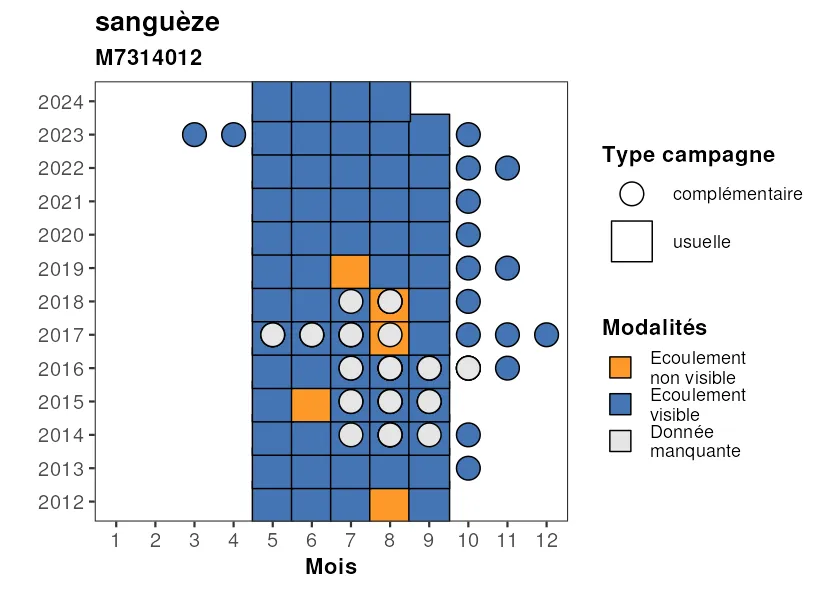 sanguèze
M7314012
2024
2023
2022
2021
2020
2019
2018
2017
2016
2015
2014
2013
2012
1 2 3 4 5 6 7 8 9 10 11 12
Mois
Type campagne
complémentaire
usuelle
Modalités
Ecoulement
non visible
Ecoulement
visible
Donnée
manquante